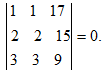 |1 1 17|
|2 2 15| = 0.
|3 3 9|